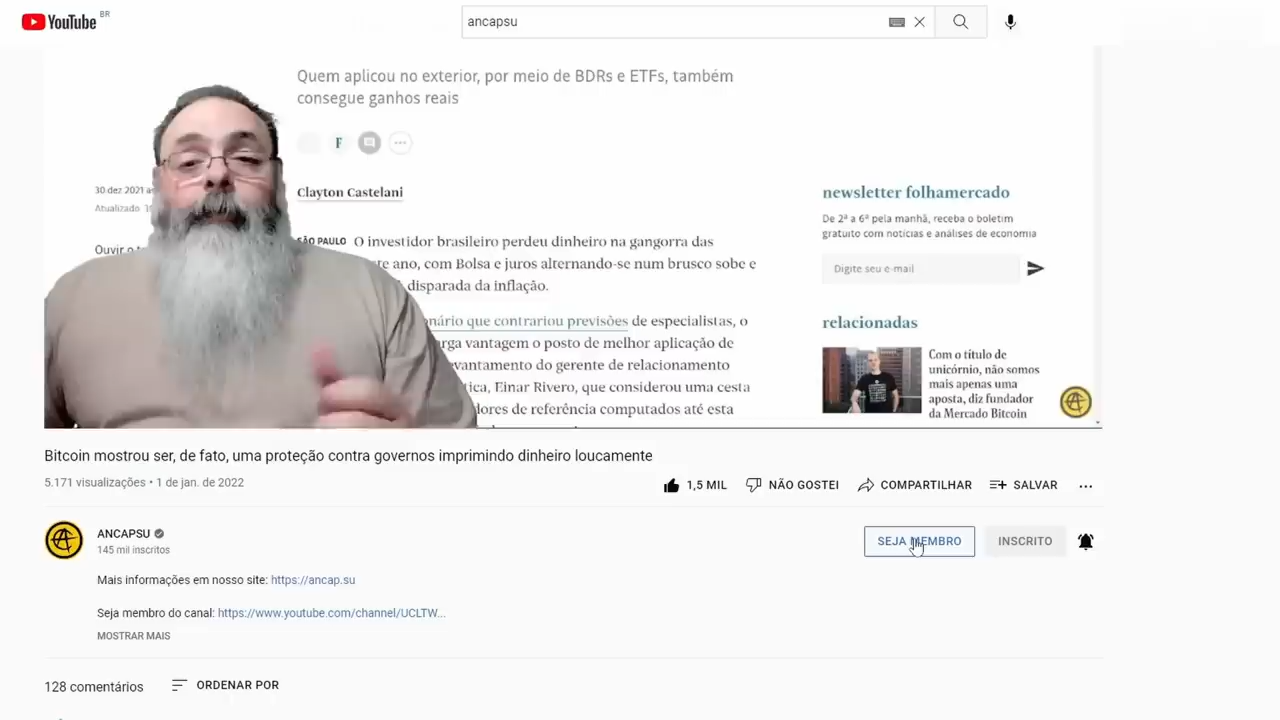 YouTube BR
ancapsu
Quem aplicou no exterior, por meio de BDRs e ETFs, também
consegue ganhos reais
F
30 dez 2021
Atualizado
Clayton Castelani
Ouvir o
SÃO PAULO O investidor brasileiro perdeu dinheiro na gangorra das
te ano, com Bolsa e juros alternando-se num brusco sobe e
disparada da inflação.
nário que contrariou previsões de especialistas, o
rga vantagem o posto de melhor aplicação de
evantamento do gerente de relacionamento
tica, Einar Rivero, que considerou uma cesta
dores de referência computados até esta
newsletter folhamercado
De 2ª a 6ª pela manhã, receba o boletim
gratuito com notícias e análises de economia
Digite seu e-mail
relacionadas
Com o título de
unicórnio, não somos
mais apenas uma
aposta, diz fundador
da Mercado Bitcoin
Bitcoin mostrou ser, de fato, uma proteção contra governos imprimindo dinheiro loucamente
5.171 visualizações • 1 de jan. de 2022
1,5 MIL NÃO GOSTEI COMPARTILHAR SALVAR
ANCAPSU
145 mil inscritos
SEJA MEMBRO INSCRITO
Mais informações em nosso site: https://ancap.su
Seja membro do canal: https://www.youtube.com/channel/UCLTW...
MOSTRAR MAIS
128 comentários ORDENAR POR